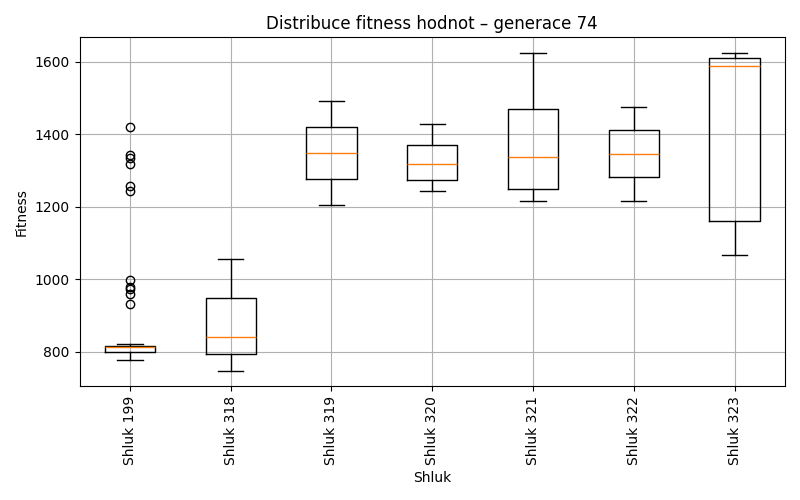 Distribuce fitness hodnot – generace 74
Fitness
1600
1400
1200
1000
800
Shluk 199
Shluk 318
Shluk 319
Shluk 320
Shluk 321
Shluk 322
Shluk 323
Shluk